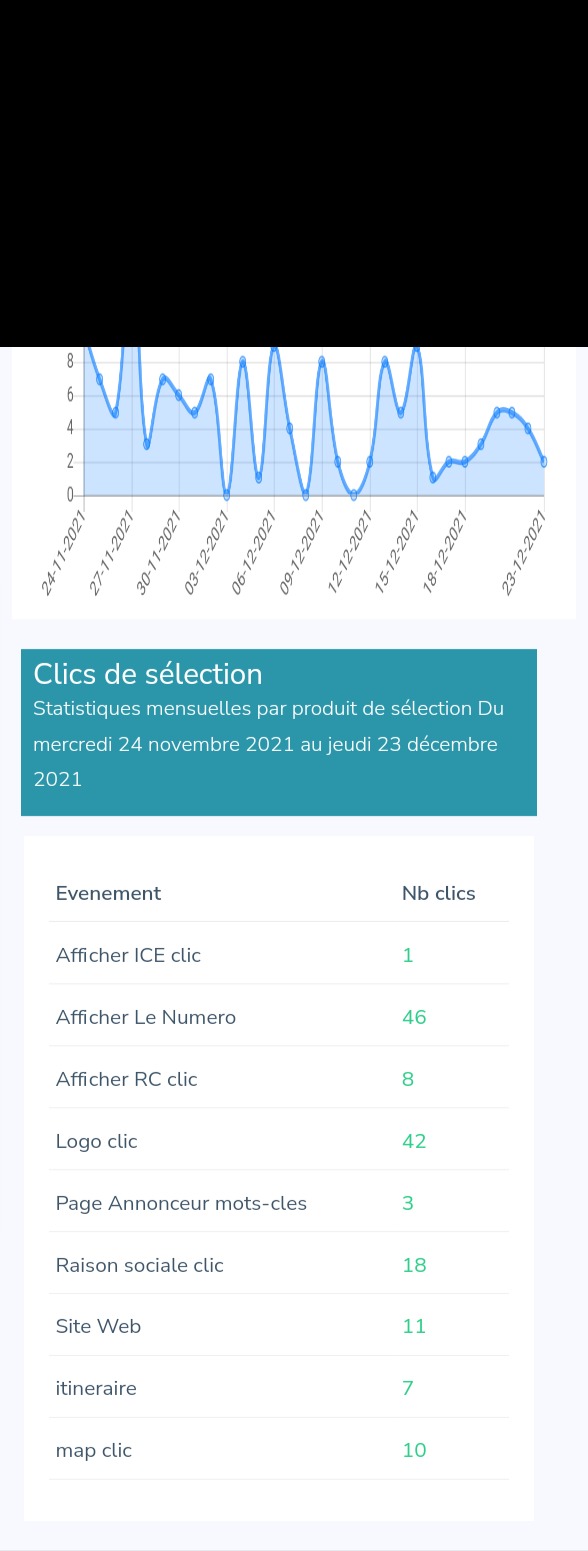 8
6
4
2
0
24-11-2021 27-11-2021 30-11-2021 03-12-2021 06-12-2021 09-12-2021 12-12-2021 15-12-2021 18-12-2021 23-12-2021
Clics de sélection
Statistiques mensuelles par produit de sélection Du
mercredi 24 novembre 2021 au jeudi 23 décembre
2021
Evenement Nb clics
Afficher ICE clic 1
Afficher Le Numero 46
Afficher RC clic 8
Logo clic 42
Page Annonceur mots-cles 3
Raison sociale clic 18
Site Web 11
itineraire 7
map clic 10